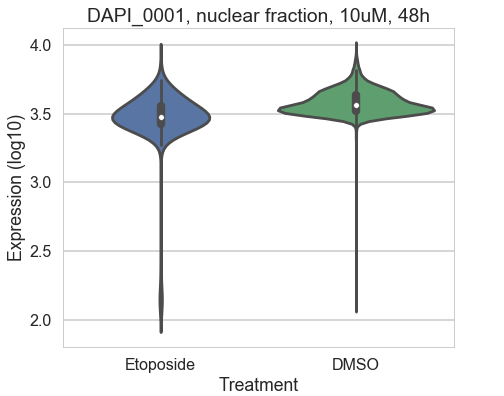 DAPI_0001, nuclear fraction, 10uM, 48h
Expression (log10)
4.0
3.5
3.0
2.5
2.0
Etoposide DMSO
Treatment